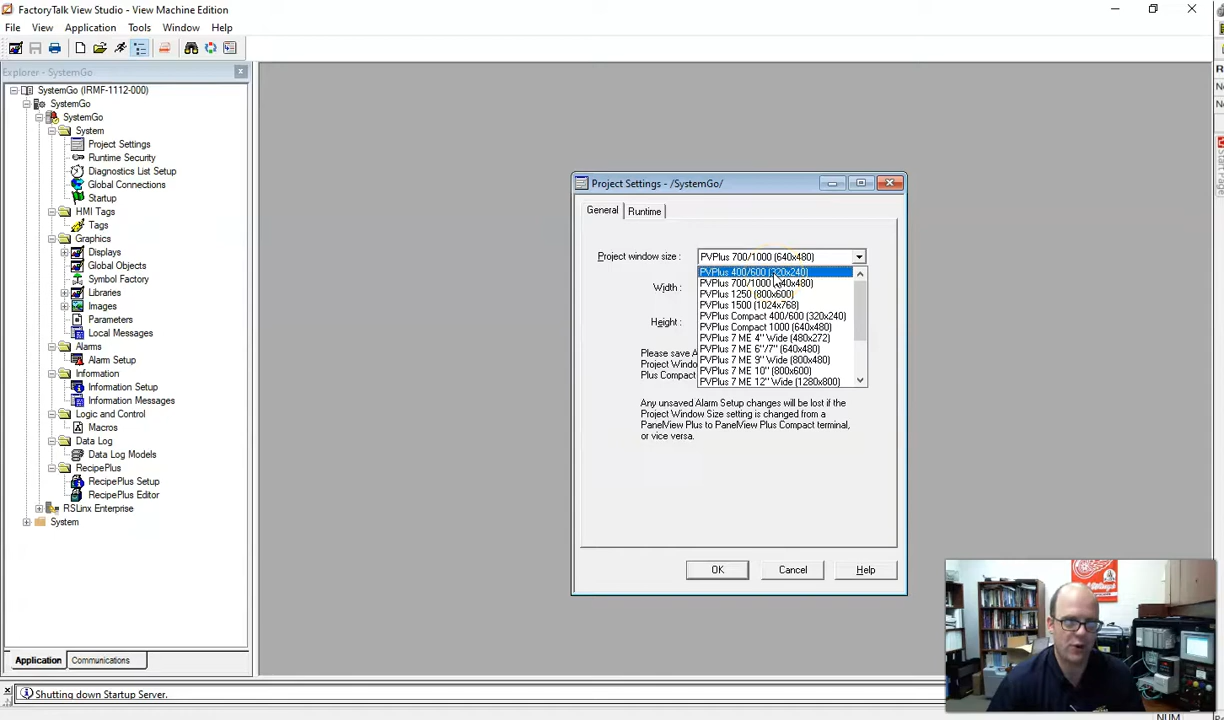 FactoryTalk View Studio - View Machine Edition
File View Application Tools Window Help
Explorer - SystemGo
SystemGo (IRMF-1112-000)
SystemGo
SystemGo
System
Project Settings
Runtime Security
Diagnostics List Setup
Global Connections
Startup
HMI Tags
Tags
Graphics
Displays
Global Objects
Symbol Factory
Libraries
Images
Parameters
Local Messages
Alarms
Alarm Setup
Information
Information Setup
Information Messages
Logic and Control
Macros
Data Log
Data Log Models
RecipePlus
RecipePlus Setup
RecipePlus Editor
RSLinx Enterprise
System
Application Communications
Shutting down Startup Server.
Project Settings - /SystemGo/
General Runtime
Project window size : PVPlus 700/1000 (640x480)
PVPlus 400/600 (320x240)
PVPlus 700/1000 (640x480)
PVPlus 1250 (800x600)
PVPlus 1500 (1024x768)
PVPlus Compact 400/600 (320x240)
PVPlus Compact 1000 (640x480)
PVPlus 7 ME 4" Wide (480x272)
PVPlus 7 ME 6"/7" (640x480)
PVPlus 7 ME 9" Wide (800x480)
PVPlus 7 ME 10" (800x600)
PVPlus 7 ME 12" Wide (1280x800)
Width :
Height :
Please save A
Project Windo
Plus Compact
Any unsaved Alarm Setup changes will be lost if the
Project Window Size setting is changed from a
PanelView Plus to PanelView Plus Compact terminal,
or vice versa.
OK Cancel Help
Start Page
NUM